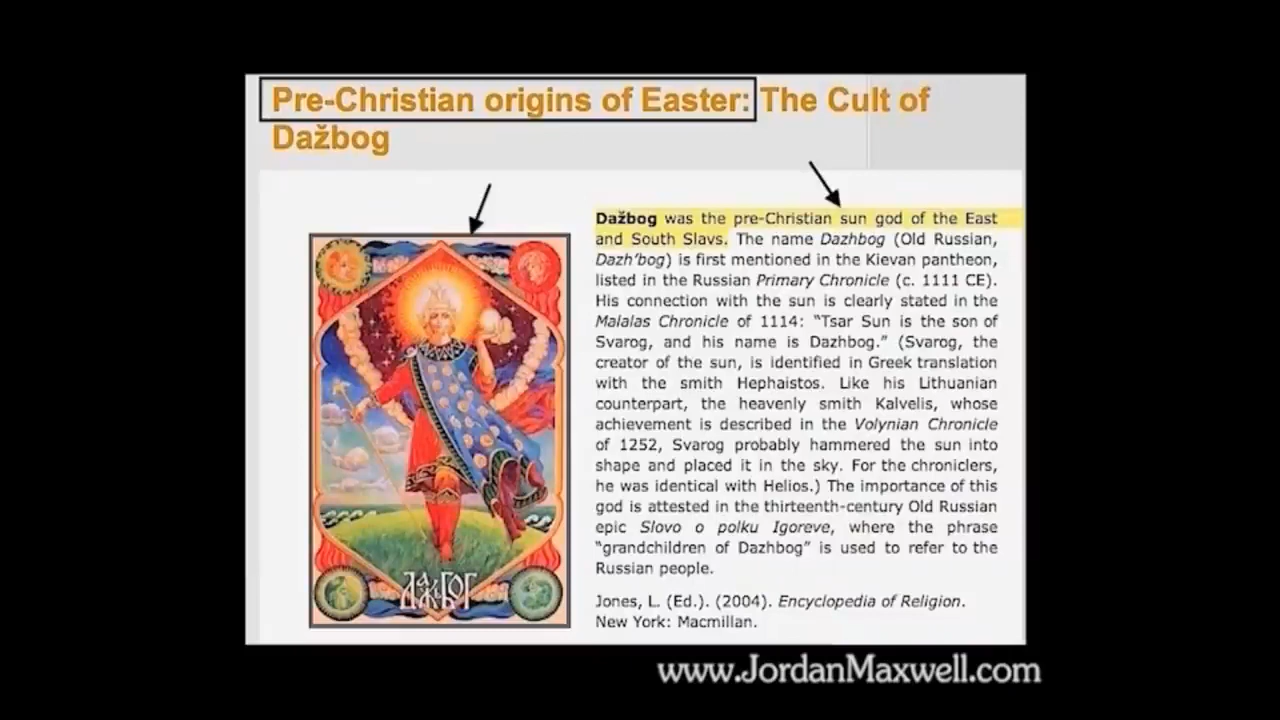 Pre-Christian origins of Easter: The Cult of
Dažbog
Dažbog was the pre-Christian sun god of the East
and South Slavs. The name Dazhbog (Old Russian,
Dazh’bog) is first mentioned in the Kievan pantheon,
listed in the Russian Primary Chronicle (c. 1111 CE).
His connection with the sun is clearly stated in the
Malalas Chronicle of 1114: “Tsar Sun is the son of
Svarog, and his name is Dazhbog.” (Svarog, the
creator of the sun, is identified in Greek translation
with the smith Hephaistos. Like his Lithuanian
counterpart, the heavenly smith Kalvelis, whose
achievement is described in the Volynian Chronicle
of 1252, Svarog probably hammered the sun into
shape and placed it in the sky. For the chroniclers,
he was identical with Helios.) The importance of this
god is attested in the thirteenth-century Old Russian
epic Slovo o polku Igoreve, where the phrase
“grandchildren of Dazhbog” is used to refer to the
Russian people.
Jones, L. (Ed.). (2004). Encyclopedia of Religion.
New York: Macmillan.
ДАЖЬБОГ
www.JordanMaxwell.com